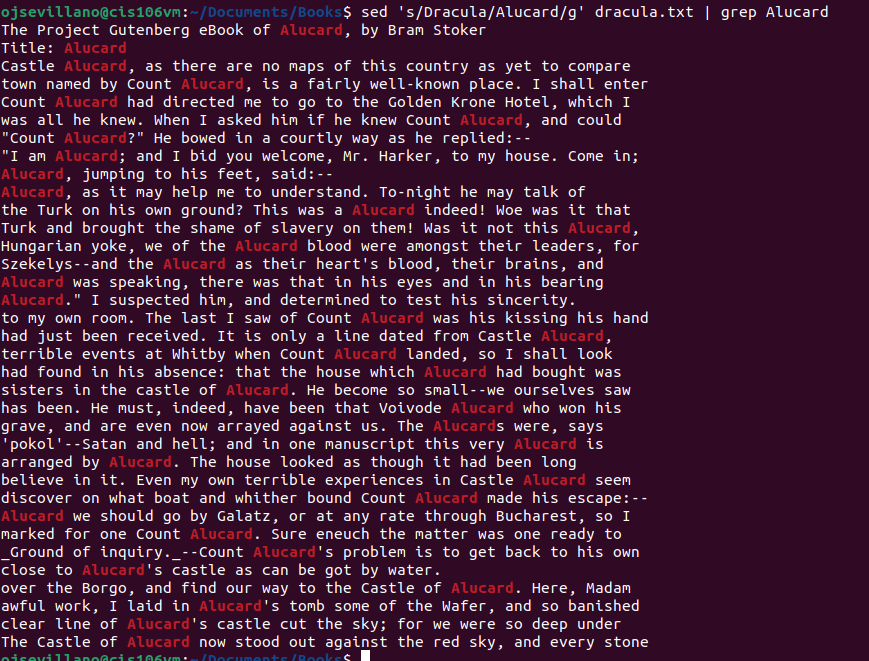 ojsevillano@cis106vm:~/Documents/Books$ sed 's/Dracula/Alucard/g' dracula.txt | grep Alucard
The Project Gutenberg eBook of Alucard, by Bram Stoker
Title: Alucard
Castle Alucard, as there are no maps of this country as yet to compare
town named by Count Alucard, is a fairly well-known place. I shall enter
Count Alucard had directed me to go to the Golden Krone Hotel, which I
was all he knew. When I asked him if he knew Count Alucard, and could
"Count Alucard?" He bowed in a courtly way as he replied:--
"I am Alucard; and I bid you welcome, Mr. Harker, to my house. Come in;
Alucard, jumping to his feet, said:--
Alucard, as it may help me to understand. To-night he may talk of
the Turk on his own ground? This was a Alucard indeed! Woe was it that
Turk and brought the shame of slavery on them! Was it not this Alucard,
Hungarian yoke, we of the Alucard blood were amongst their leaders, for
Szekelys--and the Alucard as their heart's blood, their brains, and
Alucard was speaking, there was that in his eyes and in his bearing
Alucard." I suspected him, and determined to test his sincerity.
to my own room. The last I saw of Count Alucard was his kissing his hand
had just been received. It is only a line dated from Castle Alucard,
terrible events at Whitby when Count Alucard landed, so I shall look
had found in his absence: that the house which Alucard had bought was
sisters in the castle of Alucard. He become so small--we ourselves saw
has been. He must, indeed, have been that Voivode Alucard who won his
grave, and are even now arrayed against us. The Alucards were, says
'pokol'--Satan and hell; and in one manuscript this very Alucard is
arranged by Alucard. The house looked as though it had been long
believe in it. Even my own terrible experiences in Castle Alucard seem
discover on what boat and whither bound Count Alucard made his escape:--
Alucard we should go by Galatz, or at any rate through Bucharest, so I
marked for one Count Alucard. Sure eneuch the matter was one ready to
_Ground of inquiry._--Count Alucard's problem is to get back to his own
close to Alucard's castle as can be got by water.
over the Borgo, and find our way to the Castle of Alucard. Here, Madam
awful work, I laid in Alucard's tomb some of the Wafer, and so banished
clear line of Alucard's castle cut the sky; for we were so deep under
The Castle of Alucard now stood out against the red sky, and every stone
ojsevillano@cis106vm:~/Documents/Books$